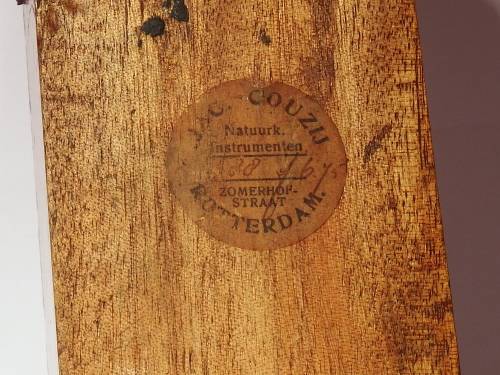 JAC. COUZIJ
Natuurk.
Instrumenten
ZOMERHOF-
STRAAT
ROTTERDAM.